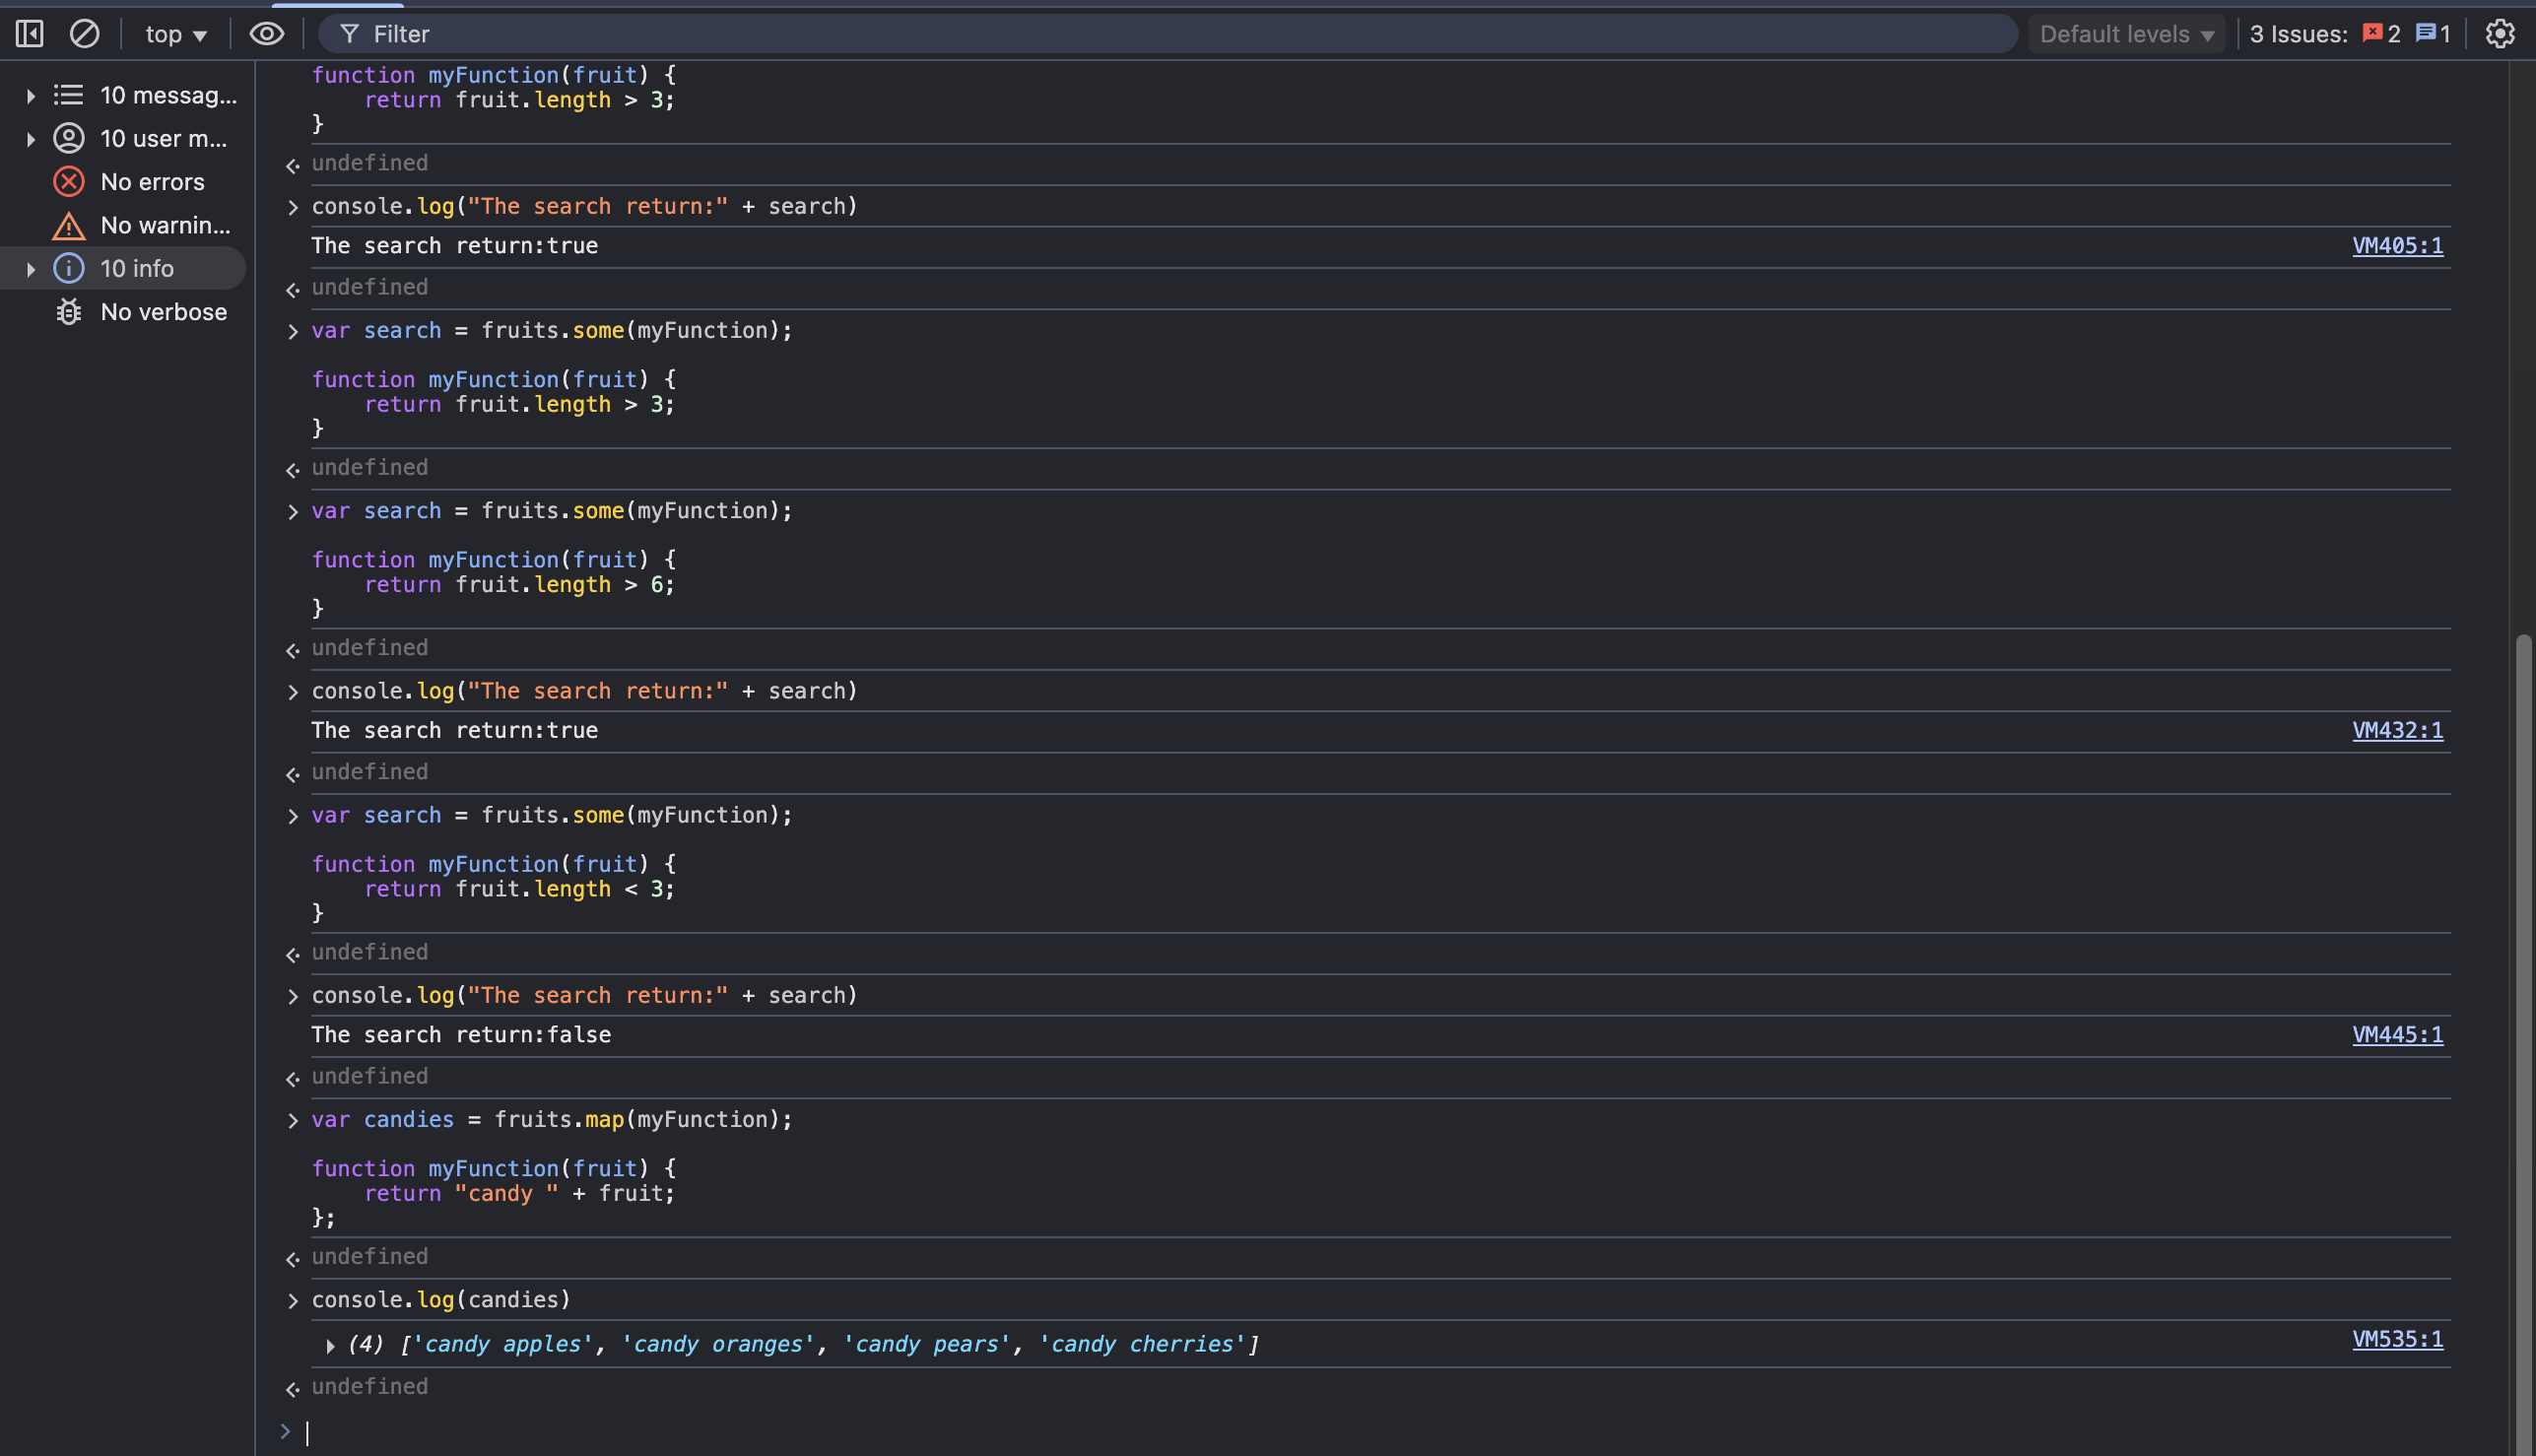 top ▼ Filter Default levels ▼ 3 Issues: 2 1
10 messag...
10 user m...
No errors
No warnin...
10 info
No verbose
function myFunction(fruit) {
    return fruit.length > 3;
}
undefined
console.log("The search return:" + search)
The search return:true VM405:1
undefined
var search = fruits.some(myFunction);
function myFunction(fruit) {
    return fruit.length > 3;
}
undefined
var search = fruits.some(myFunction);
function myFunction(fruit) {
    return fruit.length > 6;
}
undefined
console.log("The search return:" + search)
The search return:true VM432:1
undefined
var search = fruits.some(myFunction);
function myFunction(fruit) {
    return fruit.length < 3;
}
undefined
console.log("The search return:" + search)
The search return:false VM445:1
undefined
var candies = fruits.map(myFunction);
function myFunction(fruit) {
    return "candy " + fruit;
};
undefined
console.log(candies)
(4) ['candy apples', 'candy oranges', 'candy pears', 'candy cherries'] VM535:1
undefined